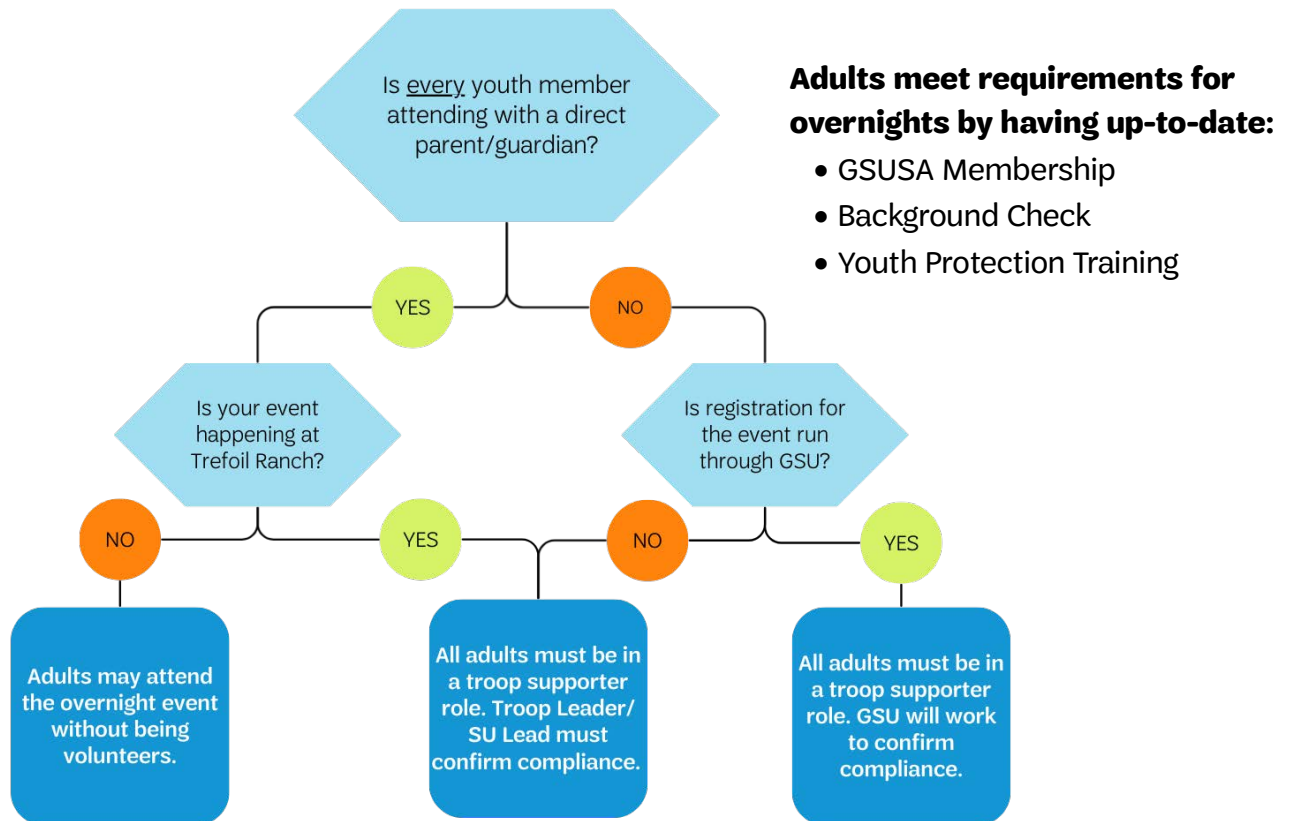 Is every youth member
attending with a direct
parent/guardian?
Adults meet requirements for
overnights by having up-to-date:
• GSUSA Membership
• Background Check
• Youth Protection Training
YES
NO
Is your event
happening at
Trefoil Ranch?
Is registration for
the event run
through GSU?
NO
YES
NO
YES
Adults may attend
the overnight event
without being
volunteers.
All adults must be in
a troop supporter
role. Troop Leader/
SU Lead must
confirm compliance.
All adults must be in
a troop supporter
role. GSU will work
to confirm
compliance.